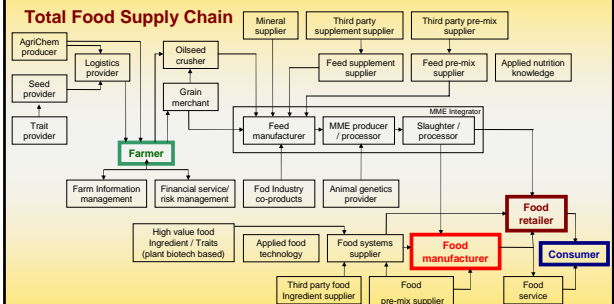 Total Food Supply Chain
Mineral
supplier
Third party
supplement supplier
Third party pre-mix
supplier
AgriChem
producer
Logistics
provider
Oilseed
crusher
Feed supplement
supplier
Feed pre-mix
supplier
Applied nutrition
knowledge
Seed
provider
Grain
merchant
MME Integrator
Trait
provider
Feed
manufacturer
MME producer
/ processor
Slaughter /
processor
Farmer
Farm Information
management
Financial service/
risk management
Fod Industry
co-products
Animal genetics
provider
Food
retailer
High value food
Ingredient / Traits
(plant biotech based)
Applied food
technology
Food systems
supplier
Food
manufacturer
Consumer
Third party food
Ingredient supplier
Food
pre-mix supplier
Food
service